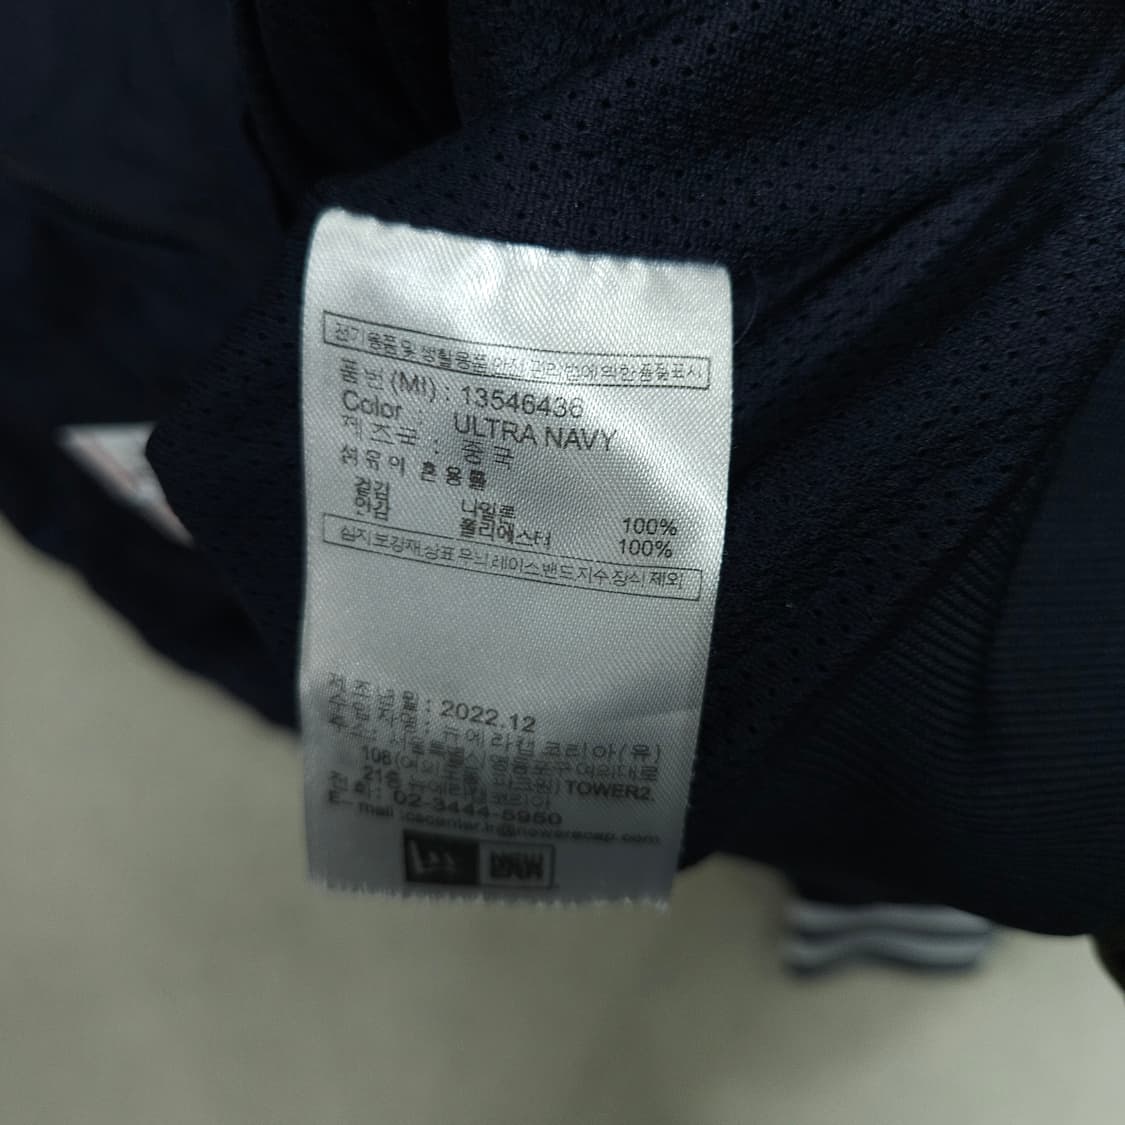 전기용품 및 생활용품 안전 관리 법에 의한 품질표시
품번(MI) : 13546436
Color : ULTRA NAVY
제 조 국 : 중 국
섬 유 의 혼 용 률
겉감 나일론 100%
안감 폴리에스터 100%
심지,보강재,상표,무늬,레이스,밴드,자수,장식 제외
제 조 년 월 : 2022.12
수 입 자 명 : 뉴에라캡 코리아(유)
108(여의도동
TOWER2.
02-3444-5950